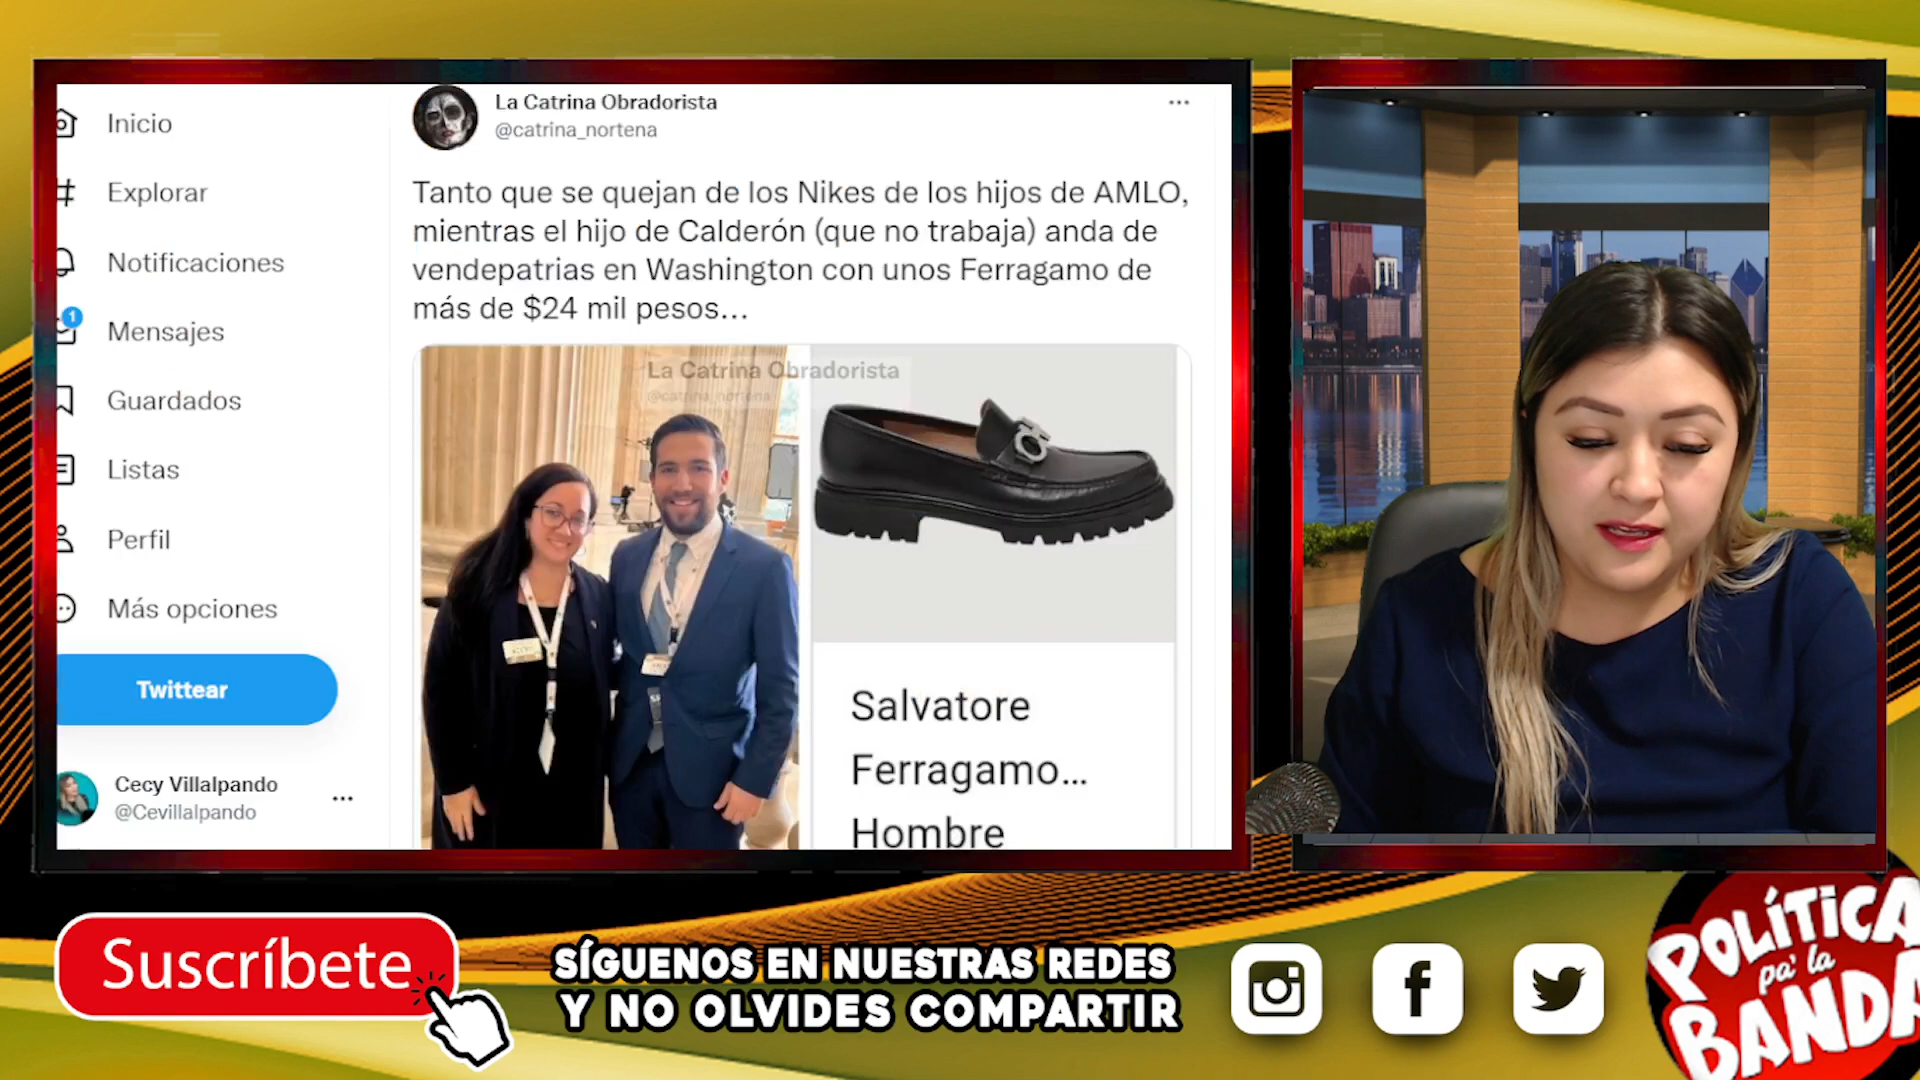 Inicio
Explorar
Notificaciones
1
Mensajes
Guardados
Listas
Perfil
Más opciones
Twittear
Cecy Villalpando
@Cevillalpando
La Catrina Obradorista
@catrina_nortena
Tanto que se quejan de los Nikes de los hijos de AMLO,
mientras el hijo de Calderón (que no trabaja) anda de
vendepatrias en Washington con unos Ferragamo de
más de $24 mil pesos...
La Catrina Obradorista
@catrina_nortena
Salvatore
Ferragamo...
Hombre
Suscríbete
SÍGUENOS EN NUESTRAS REDES
Y NO OLVIDES COMPARTIR
POLÍTICA
pa' la
BANDA